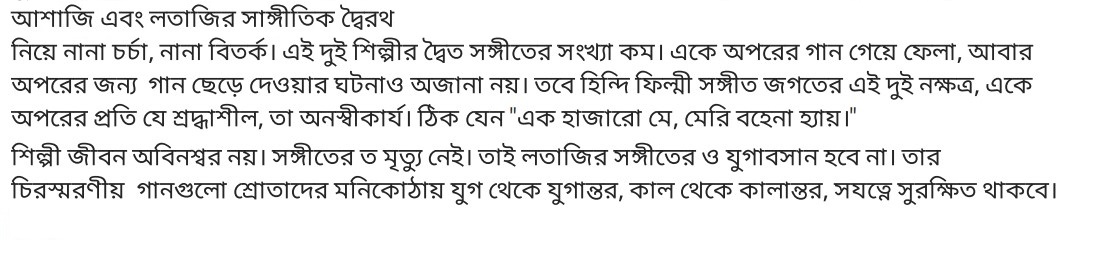 আশাজি এবং লতাজির সাঙ্গীতিক দ্বৈরথ
নিয়ে নানা চর্চা, নানা বিতর্ক। এই দুই শিল্পীর দ্বৈত সঙ্গীতের সংখ্যা কম। একে অপরের গান গেয়ে ফেলা, আবার
অপরের জন্য  গান ছেড়ে দেওয়ার ঘটনাও অজানা নয়। তবে হিন্দি ফিল্মী সঙ্গীত জগতের এই দুই নক্ষত্র, একে
অপরের প্রতি যে শ্রদ্ধাশীল, তা অনস্বীকার্য। ঠিক যেন "এক হাজারো মে, মেরি বহেনা হ্যায়।"
শিল্পী জীবন অবিনশ্বর নয়। সঙ্গীতের ত মৃত্যু নেই। তাই লতাজির সঙ্গীতের ও যুগাবসান হবে না। তার
চিরস্মরণীয়  গানগুলো শ্রোতাদের মনিকোঠায় যুগ থেকে যুগান্তর, কাল থেকে কালান্তর, সযত্নে সুরক্ষিত থাকবে।